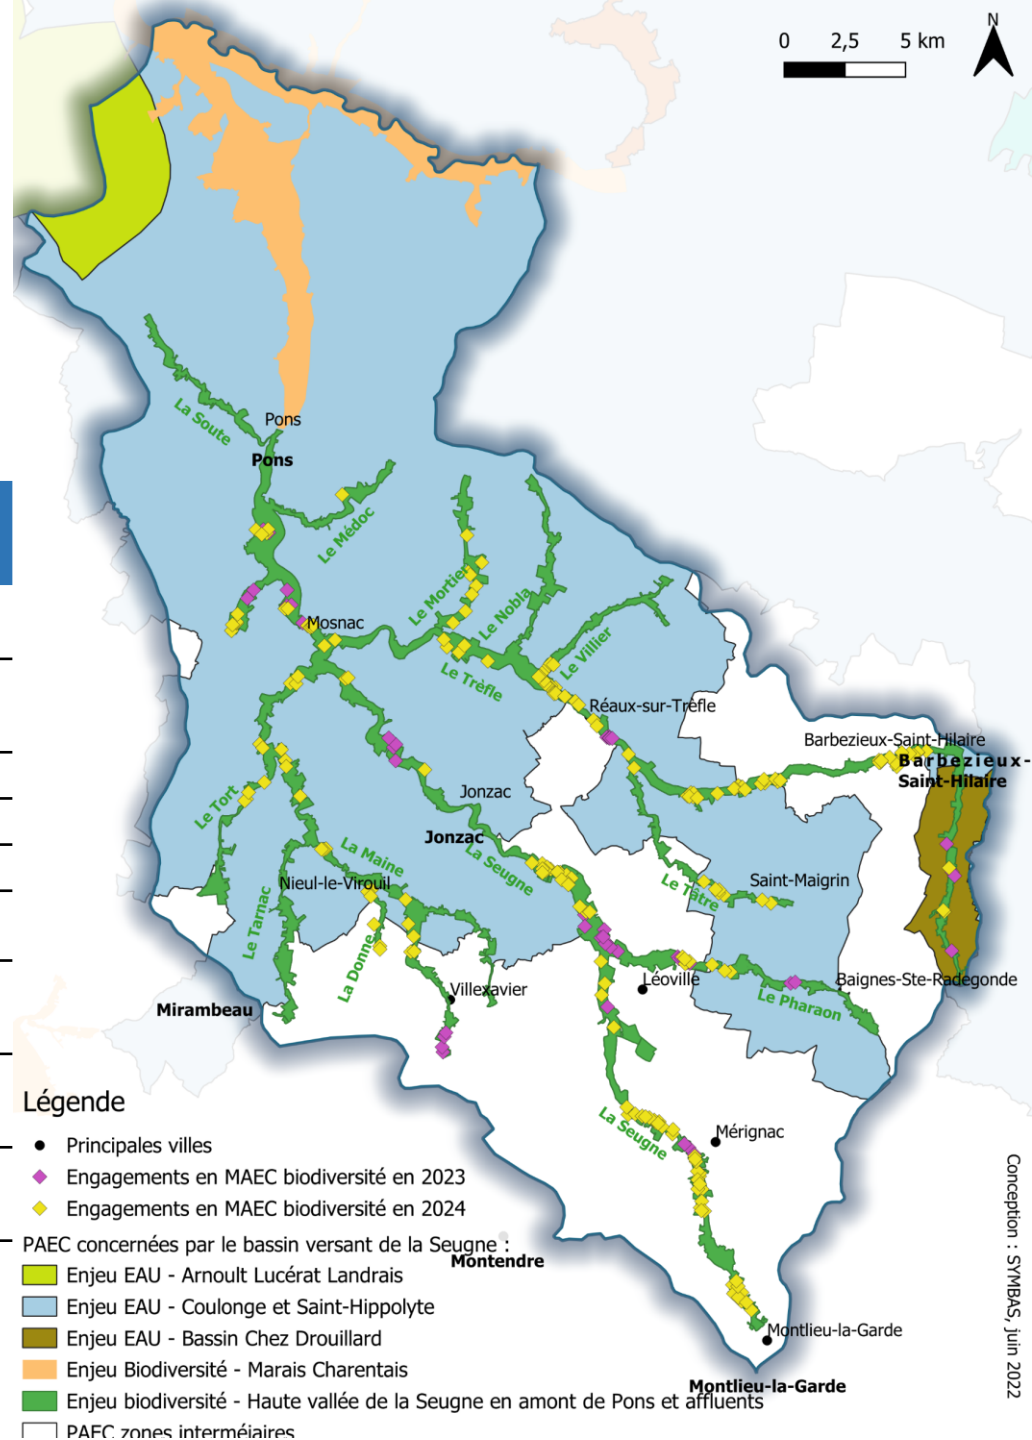 N
0 2,5 5 km
La Soute
Pons
Pons
Le Médoc
Le Mortier
Le Nobla
Le Villier
Mosnac
Le Trèfle
Réaux-sur-Trèfle
Barbezieux-Saint-Hilaire
Barbezieux-
Saint-Hilaire
Le Tort
Jonzac
Jonzac
La Maine
La Seugne
Nieul-le-Virouil
Le Tâtre
Saint-Maigrin
Le Tarnac
La Donne
Villexavier
Léoville
Baignes-Ste-Radegonde
Le Pharaon
Mirambeau
La Seugne
Mérignac
Légende
Principales villes
Engagements en MAEC biodiversité en 2023
Engagements en MAEC biodiversité en 2024
PAEC concernées par le bassin versant de la Seugne :
Montendre
Enjeu EAU - Arnoult Lucérat Landrais
Enjeu EAU - Coulonge et Saint-Hippolyte
Enjeu EAU - Bassin Chez Drouillard
Montlieu-la-Garde
Enjeu Biodiversité - Marais Charentais
Montlieu-la-Garde
Enjeu biodiversité - Haute vallée de la Seugne en amont de Pons et affluents
PAEC zones interméiaires
Conception : SYMBAS, juin 2022